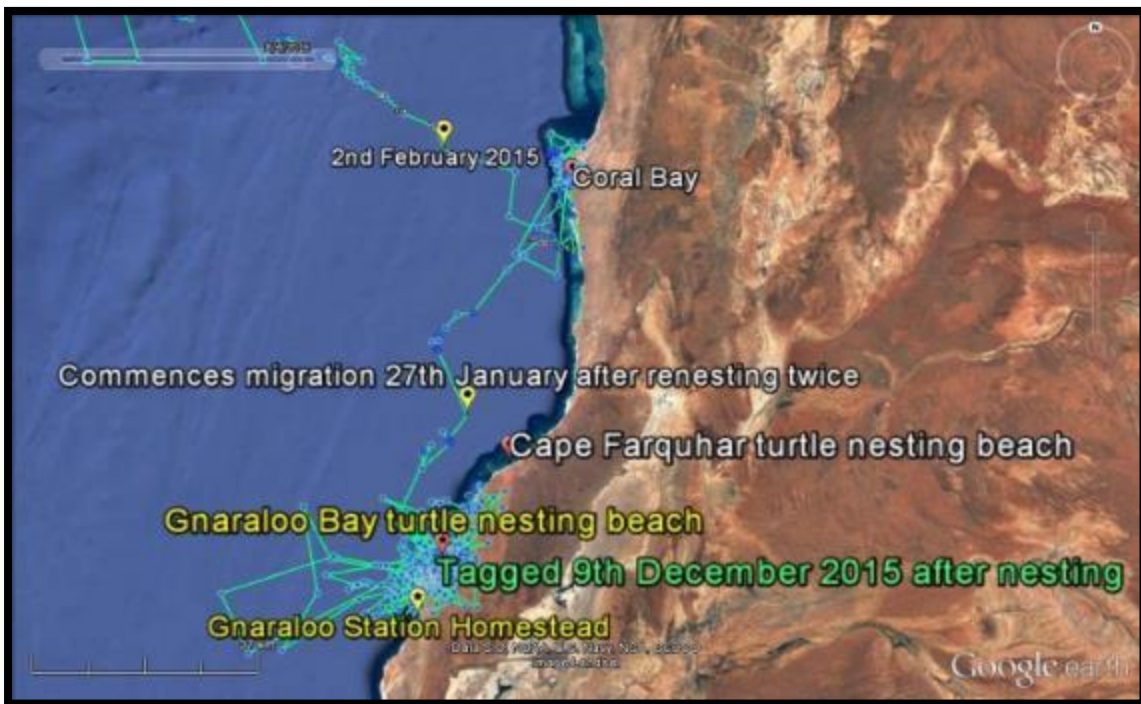 N
2nd February 2015
Coral Bay
Commences migration 27th January after renesting twice
Cape Farquhar turtle nesting beach
Gnaraloo Bay turtle nesting beach
Tagged 9th December 2015 after nesting
Gnaraloo Station Homestead
Google earth